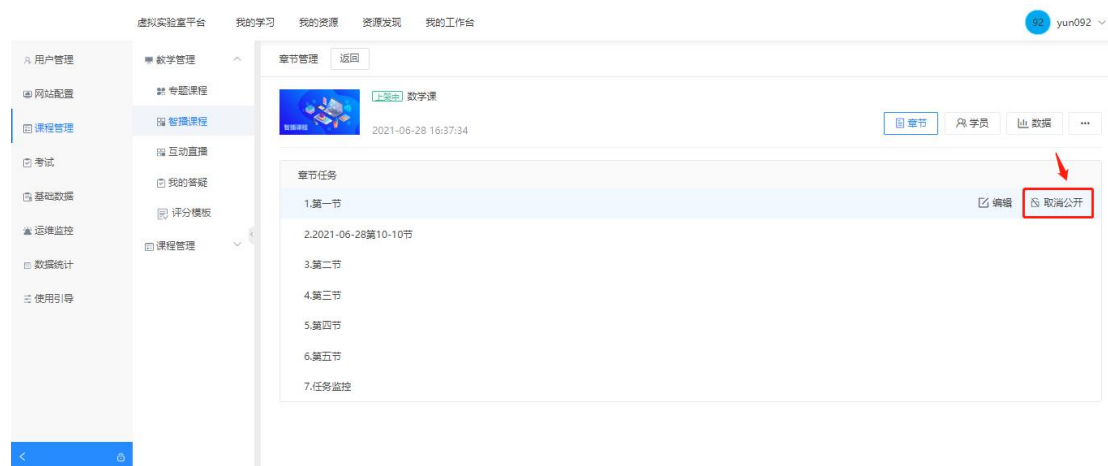 虚拟实验室平台 我的学习 我的资源 资源发现 我的工作台 92 yun092
用户管理
网站配置
课程管理
考试
基础数据
运维监控
数据统计
使用引导
教学管理
专题课程
智播课程
互动直播
我的答疑
评分模板
课程管理
章节管理 返回
智播课程
上架中 数学课
2021-06-28 16:37:34
章节 学员 数据 ...
章节任务
1.第一节 编辑 取消公开
2.2021-06-28第10-10节
3.第二节
4.第三节
5.第四节
6.第五节
7.任务监控